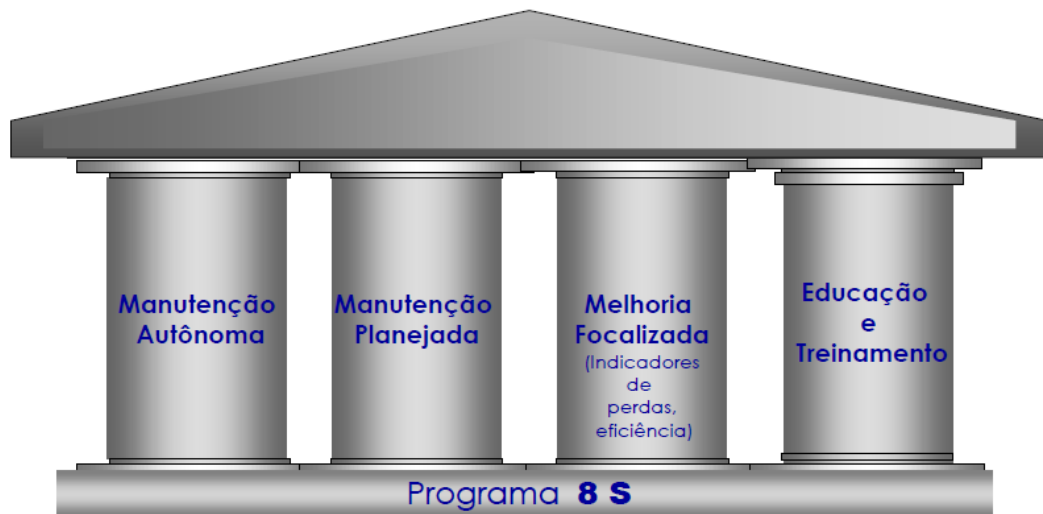 Manutenção
Autônoma
Manutenção
Planejada
Melhoria
Focalizada
(Indicadores
de
perdas,
eficiência)
Educação
e
Treinamento
Programa 8 S